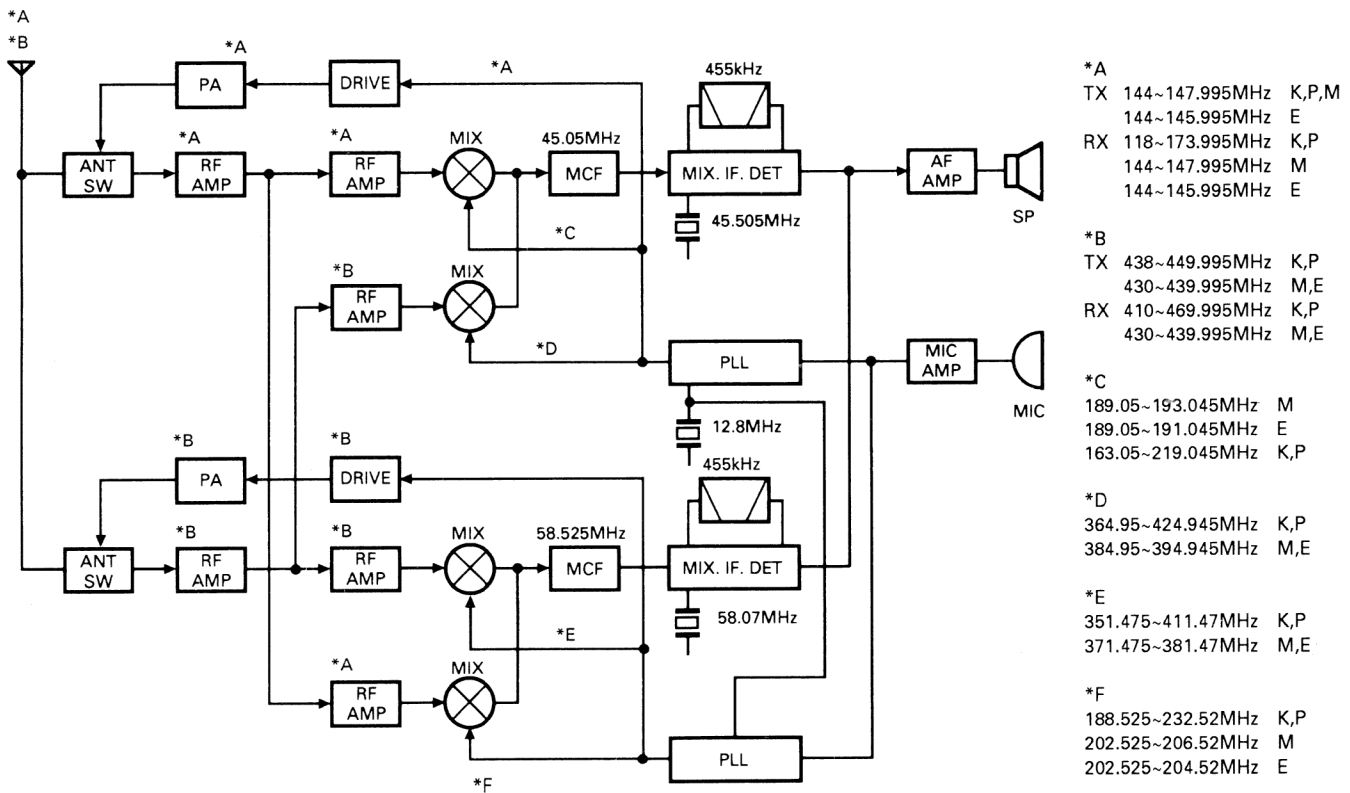 *A
*B
*A
PA
DRIVE
*A
455kHz
ANT
SW
*A
RF
AMP
*A
RF
AMP
MIX
45.05MHz
MCF
MIX. IF. DET
45.505MHz
AF
AMP
SP
*C
*B
RF
AMP
MIX
*D
PLL
12.8MHz
MIC
AMP
MIC
*B
PA
*B
DRIVE
455kHz
ANT
SW
*B
RF
AMP
*B
RF
AMP
MIX
58.525MHz
MCF
MIX. IF. DET
58.07MHz
*E
*A
RF
AMP
MIX
*F
PLL
*A
TX 144~147.995MHz K,P,M
144~145.995MHz E
RX 118~173.995MHz K,P
144~147.995MHz M
144~145.995MHz E
*B
TX 438~449.995MHz K,P
430~439.995MHz M,E
RX 410~469.995MHz K,P
430~439.995MHz M,E
*C
189.05~193.045MHz M
189.05~191.045MHz E
163.05~219.045MHz K,P
*D
364.95~424.945MHz K,P
384.95~394.945MHz M,E
*E
351.475~411.47MHz K,P
371.475~381.47MHz M,E
*F
188.525~232.52MHz K,P
202.525~206.52MHz M
202.525~204.52MHz E